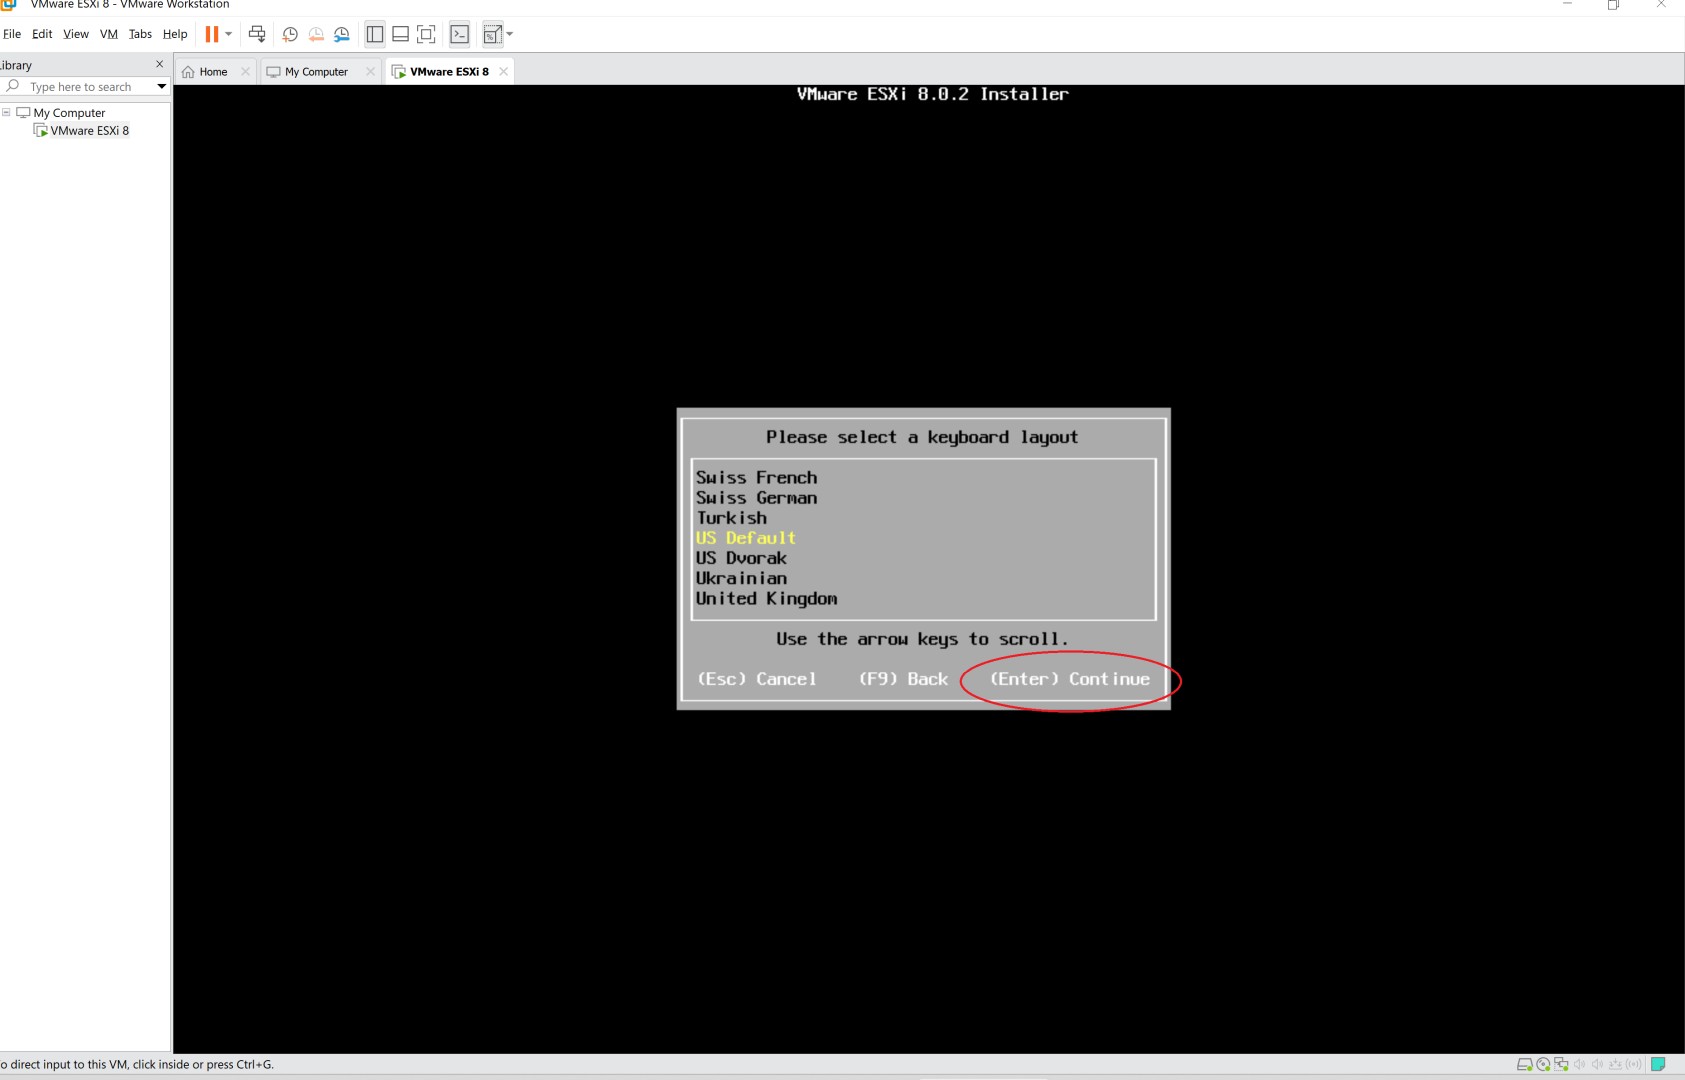 VMware ESXi 8 - VMware Workstation
File Edit View VM Tabs Help
Library
Type here to search
My Computer
VMware ESXi 8
Home
My Computer
VMware ESXi 8
VMware ESXi 8.0.2 Installer
Please select a keyboard layout
Swiss French
Swiss German
Turkish
US Default
US Dvorak
Ukrainian
United Kingdom
Use the arrow keys to scroll.
(Esc) Cancel (F9) Back (Enter) Continue
o direct input to this VM, click inside or press Ctrl+G.